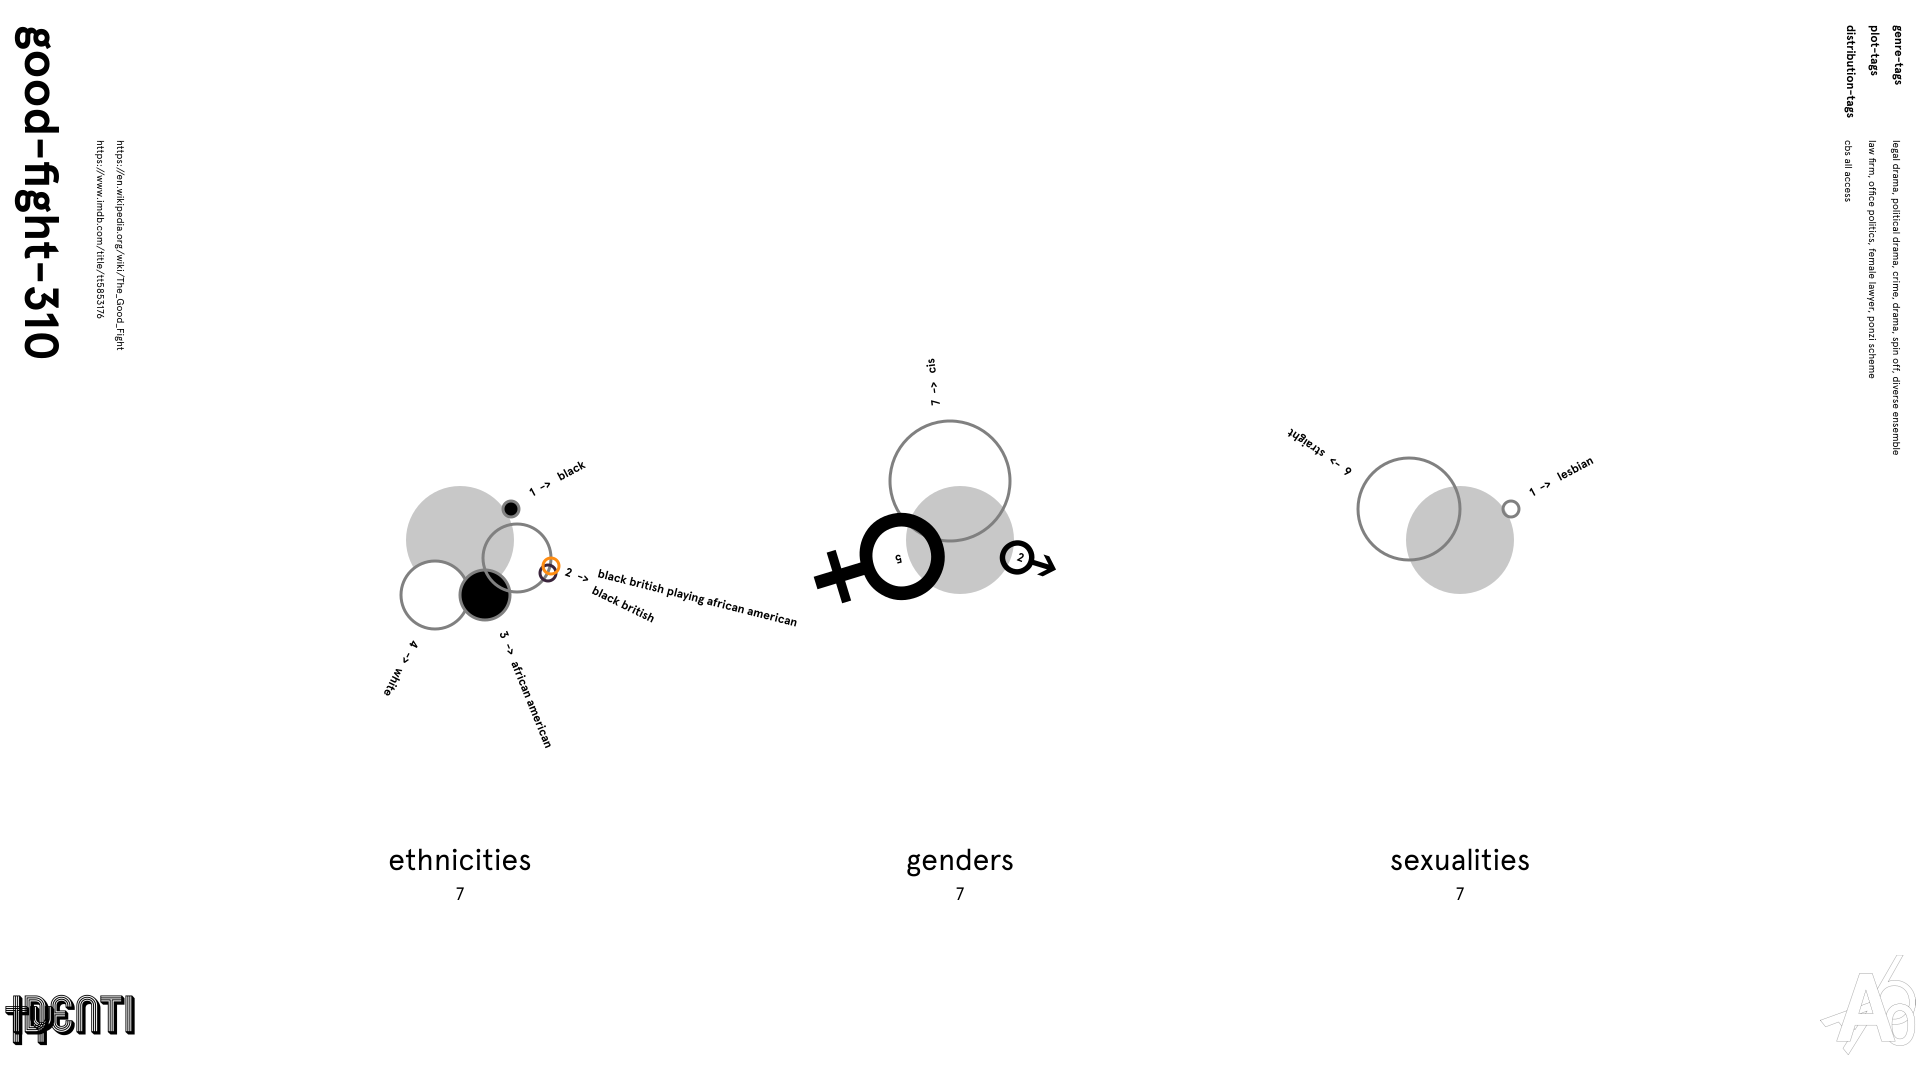 good-fight-310
https://en.wikipedia.org/wiki/The_Good_Fight
https://www.imdb.com/title/tt5853176
genre-tags
legal drama, political drama, crime, drama, spin off, diverse ensemble
plot-tags
law firm, office politics, female lawyer, ponzi scheme
distribution-tags
cbs all access
1 -> black
2 -> black british playing african american
black british
3 -> african american
4 -> white
7 -> cis
5
2
6 -> straight
1 -> lesbian
ethnicities
7
genders
7
sexualities
7
IDENTI